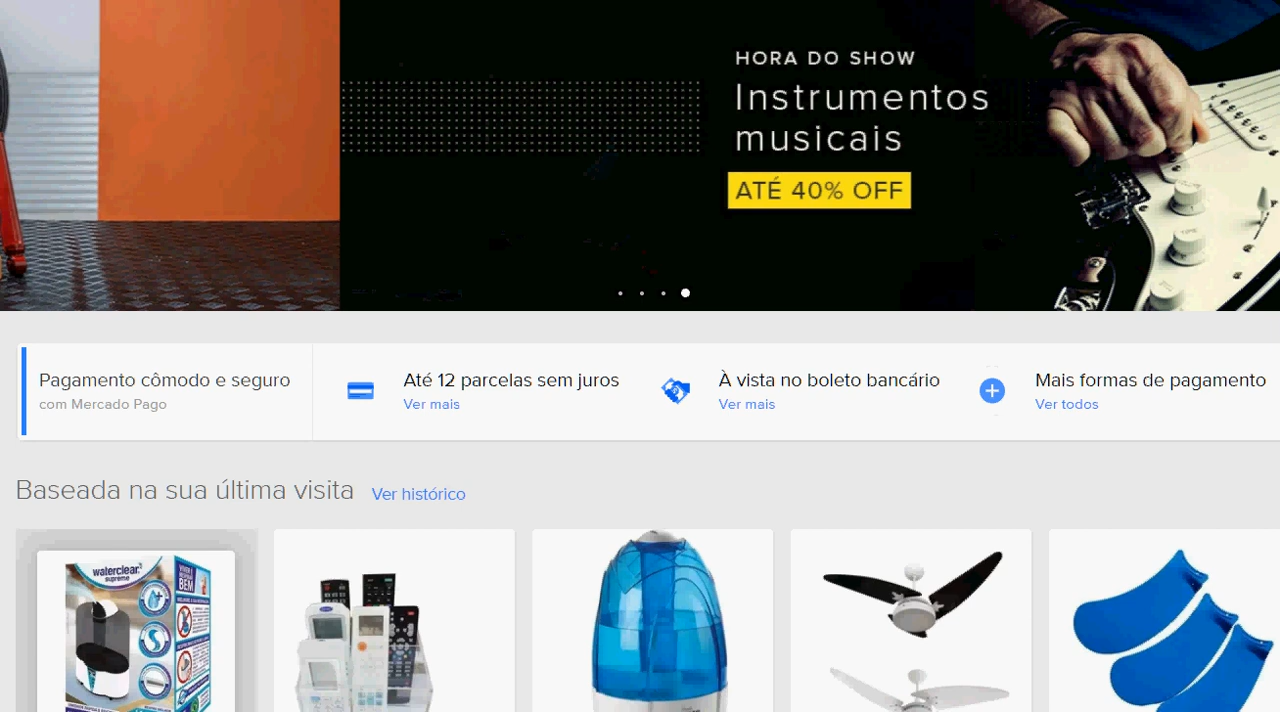 HORA DO SHOW
Instrumentos
musicais
ATÉ 40% OFF
Pagamento cômodo e seguro
com Mercado Pago
Até 12 parcelas sem juros
Ver mais
À vista no boleto bancário
Ver mais
Mais formas de pagamento
Ver todos
Baseada na sua última visita
Ver histórico
waterclear
supreme
BEM